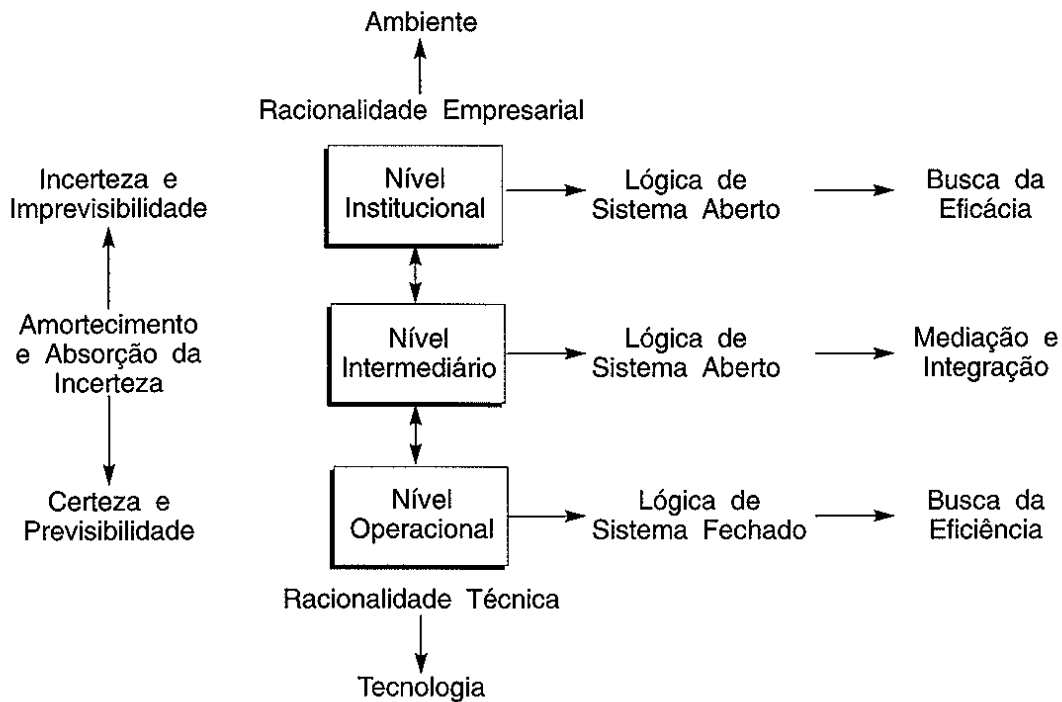 Ambiente
Racionalidade Empresarial
Incerteza e
Imprevisibilidade
Nível
Institucional
Lógica de
Sistema Aberto
Busca da
Eficácia
Amortecimento
e Absorção da
Incerteza
Nível
Intermediário
Lógica de
Sistema Aberto
Mediação e
Integração
Certeza e
Previsibilidade
Nível
Operacional
Lógica de
Sistema Fechado
Busca da
Eficiência
Racionalidade Técnica
Tecnologia